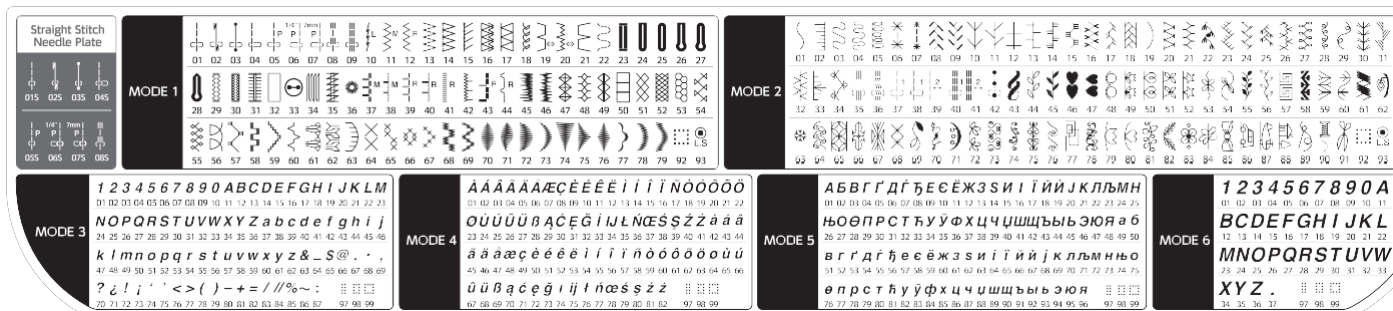 Straight Stitch
Needle Plate
01S 02S 03S 04S
1/4" 7mm
P P
05S 06S 07S 08S
MODE 1
1/4" 7mm
P P
01 02 03 04 05 06 07 08 09 10 11 12 13 14 15 16 17 18 19 20 21 22 23 24 25 26 27
28 29 30 31 32 33 34 35 36 37 38 39 40 41 42 43 44 45 46 47 48 49 50 51 52 53 54
LS
55 56 57 58 59 60 61 62 63 64 65 66 67 68 69 70 71 72 73 74 75 76 77 78 79 92 93
MODE 2
01 02 03 04 05 06 07 08 09 10 11 12 13 14 15 16 17 18 19 20 21 22 23 24 25 26 27 28 29 30 31
32 33 34 35 36 37 38 39 40 41 42 43 44 45 46 47 48 49 50 51 52 53 54 55 56 57 58 59 60 61 62
LS
63 64 65 66 67 68 69 70 71 72 73 74 75 76 77 78 79 80 81 82 83 84 85 86 87 88 89 90 91 92 93
MODE 3
1 2 3 4 5 6 7 8 9 0 A B C D E F G H I J K L M
01 02 03 04 05 06 07 08 09 10 11 12 13 14 15 16 17 18 19 20 21 22 23
N O P Q R S T U V W X Y Z a b c d e f g h i j
24 25 26 27 28 29 30 31 32 33 34 35 36 37 38 39 40 41 42 43 44 45 46
k l m n o p q r s t u v w x y z & _ S @ . · ,
47 48 49 50 51 52 53 54 55 56 57 58 59 60 61 62 63 64 65 66 67 68 69
? ¿ ! ¡ ' ' < > ( ) − + = / // % ~ :
70 71 72 73 74 75 76 77 78 79 80 81 82 83 84 85 86 87 97 98 99
MODE 4
À Á Â Ã Ä Å Æ Ç È É Ê Ë Ì Í Î Ï Ñ Ò Ó Ô Õ Ö
01 02 03 04 05 06 07 08 09 10 11 12 13 14 15 16 17 18 19 20 21 22
Ø Ù Ú Û Ü ß Ą Ć Ę Ğ İ IJ Ł Ń Œ Ś Ş Ź Ż à á â
23 24 25 26 27 28 29 30 31 32 33 34 35 36 37 38 39 40 41 42 43 44
ã ä å æ ç è é ê ë ì í î ï ñ ò ó ô õ ö ø ù ú
45 46 47 48 49 50 51 52 53 54 55 56 57 58 59 60 61 62 63 64 65 66
û ü ß ą ć ę ğ ı ij ł ń œ ś ş ź ż
67 68 69 70 71 72 73 74 75 76 77 78 79 80 81 82 97 98 99
MODE 5
А Б В Г Ґ Д Ѓ Ђ Е Є Ё Ж З Ѕ И І Ї Й Ѝ Ј К Л Љ М Н
01 02 03 04 05 06 07 08 09 10 11 12 13 14 15 16 17 18 19 20 21 22 23 24 25
Њ О Ө П Р С Т Ћ У Ў Ф Х Ц Ч Џ Ш Щ Ъ Ы Ь Э Ю Я а б
26 27 28 29 30 31 32 33 34 35 36 37 38 39 40 41 42 43 44 45 46 47 48 49 50
в г ґ д ѓ ђ е є ё ж з ѕ и і ї й ѝ ј к л љ м н њ о
51 52 53 54 55 56 57 58 59 60 61 62 63 64 65 66 67 68 69 70 71 72 73 74 75
ө п р с т ћ у ў ф х ц ч џ ш щ ъ ы ь э ю я
76 77 78 79 80 81 82 83 84 85 86 87 88 89 90 91 92 93 94 95 96 97 98 99
MODE 6
1 2 3 4 5 6 7 8 9 0 A
01 02 03 04 05 06 07 08 09 10 11
B C D E F G H I J K L
12 13 14 15 16 17 18 19 20 21 22
M N O P Q R S T U V W
23 24 25 26 27 28 29 30 31 32 33
X Y Z .
34 35 36 37 97 98 99